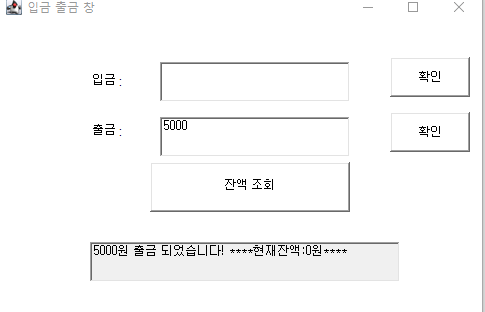 입금 출금 창
입금 : 확인
출금 : 5000 확인
잔액 조회
5000원 출금 되었습니다! ****현재잔액:0원****